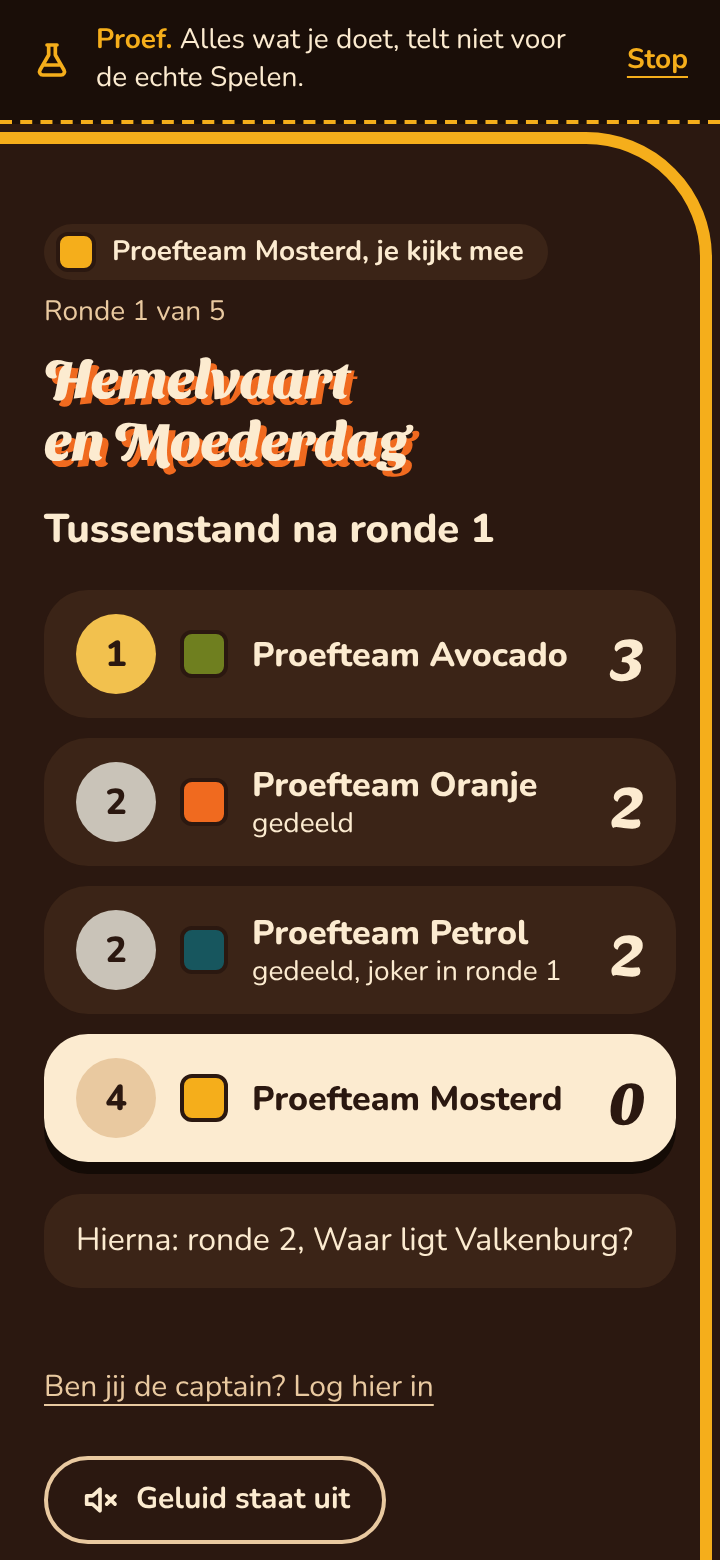 Proef. Alles wat je doet, telt niet voor
de echte Spelen.
Stop
Proefteam Mosterd, je kijkt mee
Ronde 1 van 5
Hemelvaart
en Moederdag
Tussenstand na ronde 1
1 Proefteam Avocado 3
2 Proefteam Oranje 2
gedeeld
2 Proefteam Petrol 2
gedeeld, joker in ronde 1
4 Proefteam Mosterd 0
Hierna: ronde 2, Waar ligt Valkenburg?
Ben jij de captain? Log hier in
Geluid staat uit